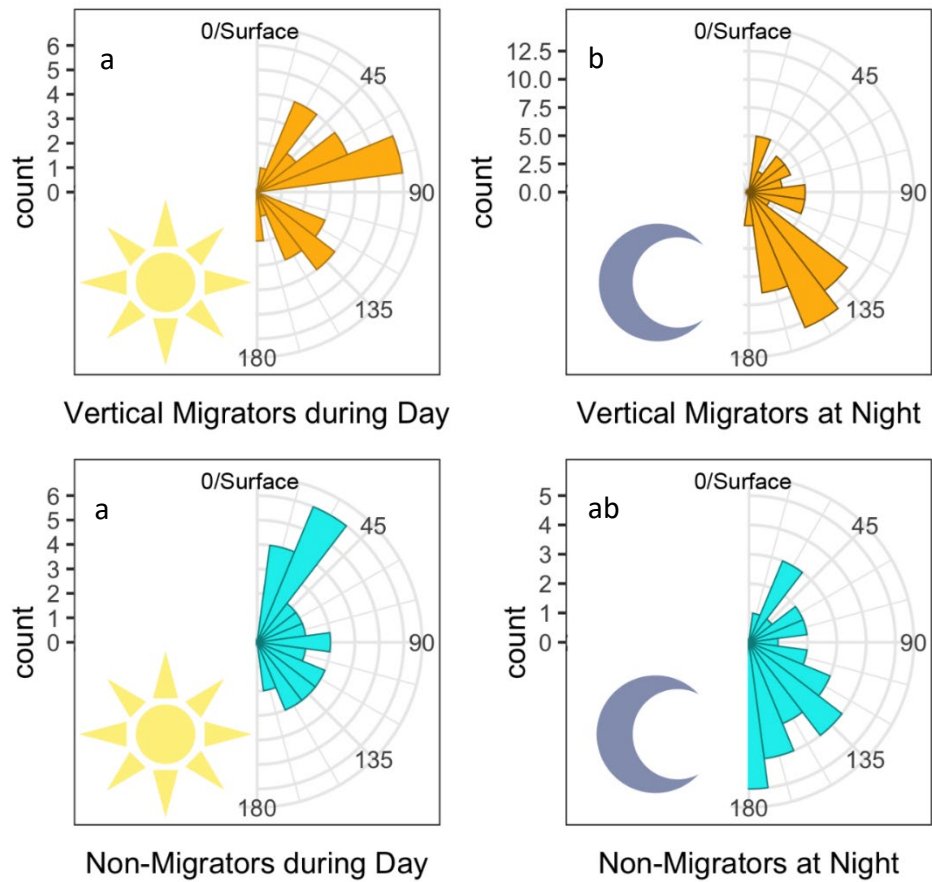 a
0/Surface
6
5
4
3
2
1
0
count
45
90
135
180
Vertical Migrators during Day
b
0/Surface
12.5
10.0
7.5
5.0
2.5
0.0
count
45
90
135
180
Vertical Migrators at Night
a
0/Surface
6
5
4
3
2
1
0
count
45
90
135
180
Non-Migrators during Day
ab
0/Surface
5
4
3
2
1
0
count
45
90
135
180
Non-Migrators at Night